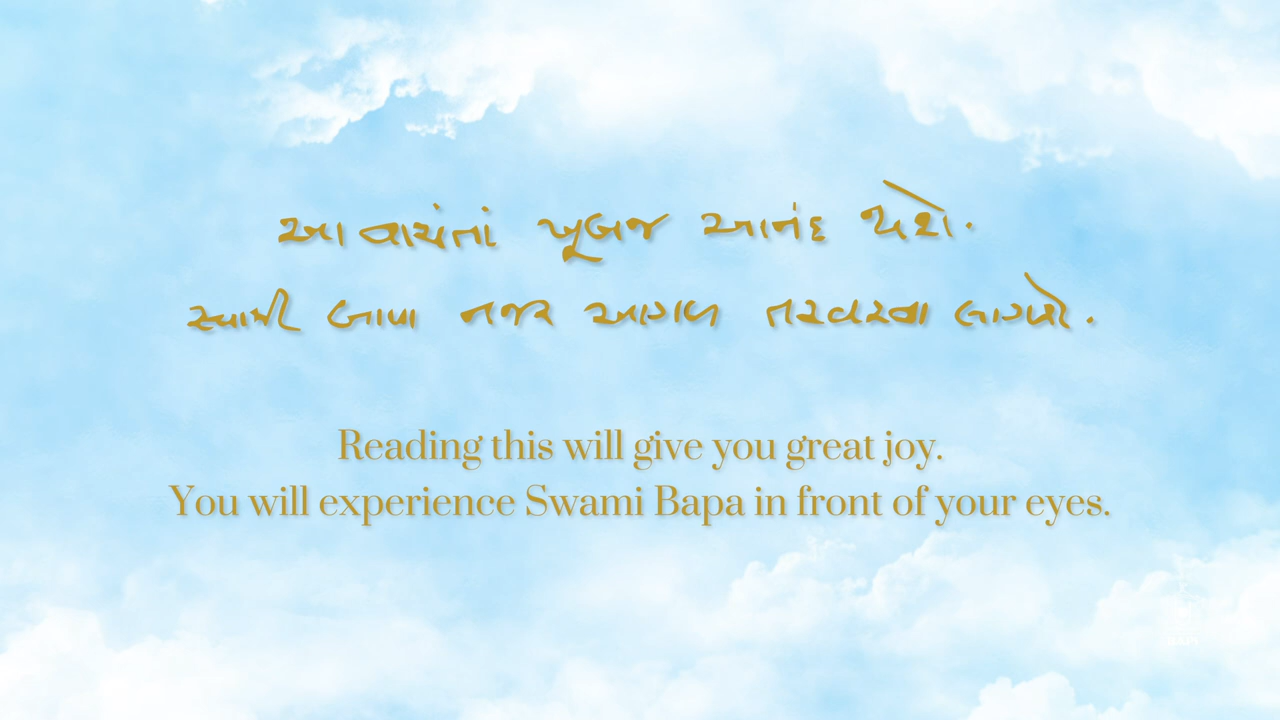 આ વાચંતાં ખૂબજ આનંદ થશે.
સ્વામી બાપા નજર આગળ તરવરવા લાગશે.
Reading this will give you great joy.
You will experience Swami Bapa in front of your eyes.